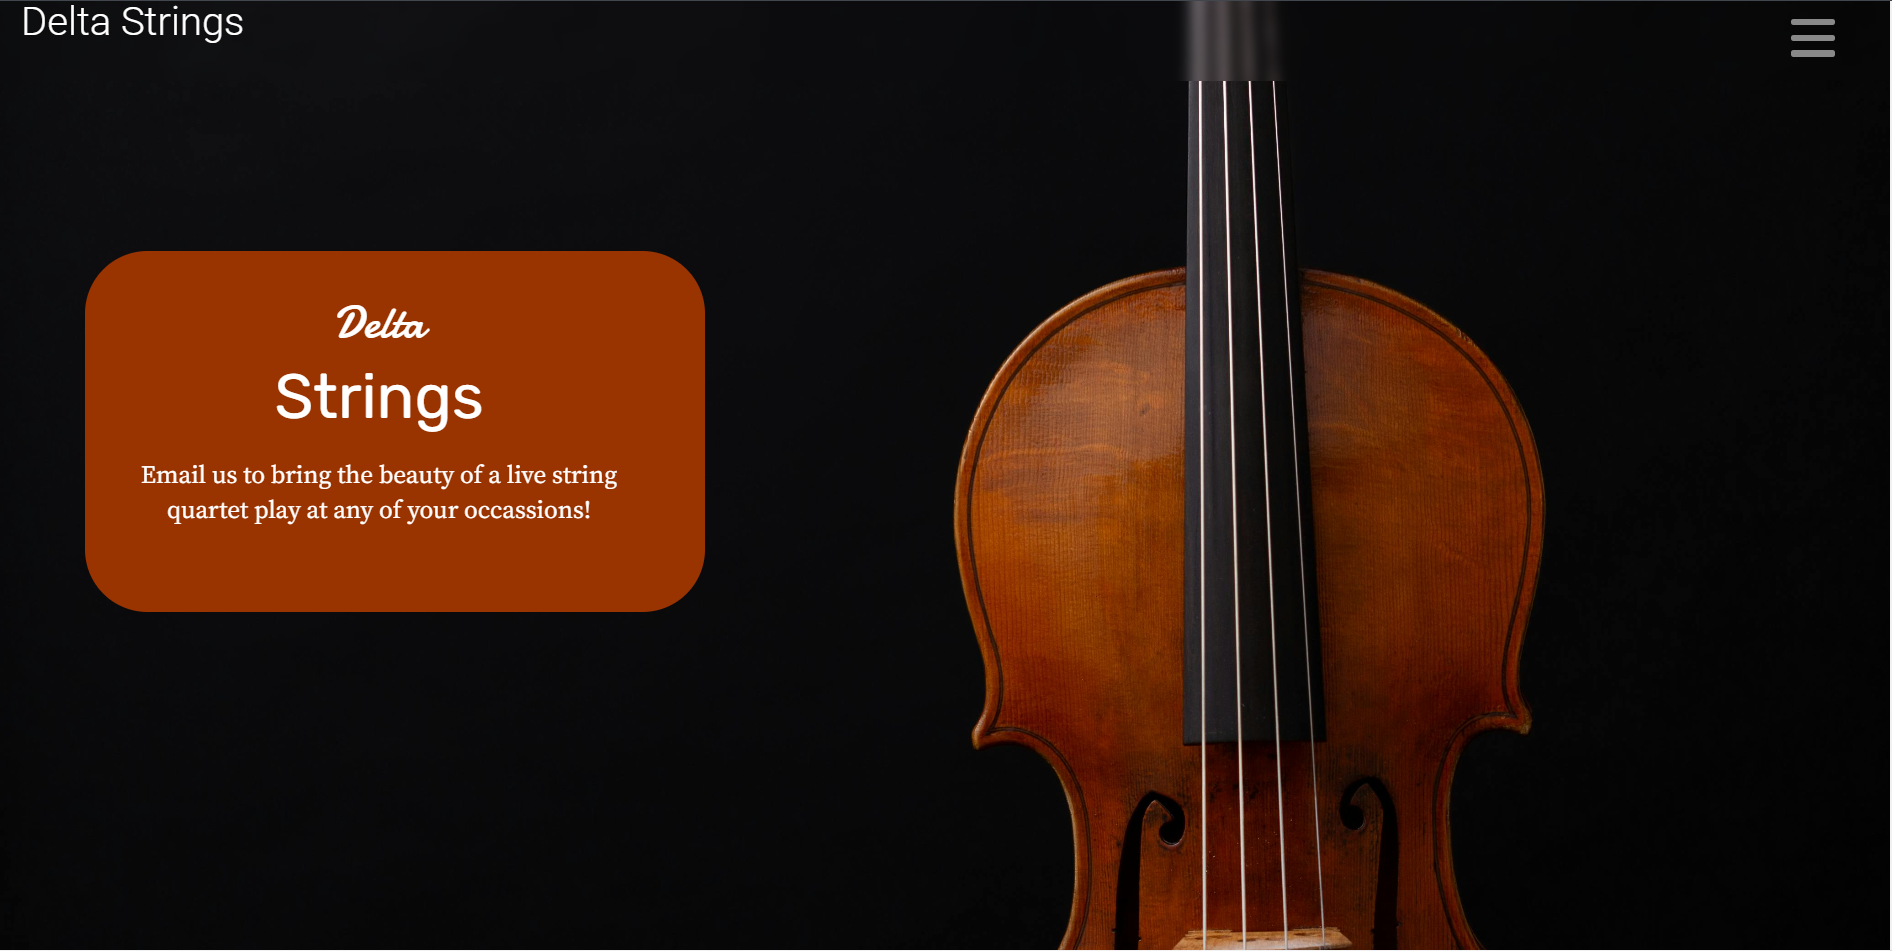 Delta Strings
Delta
Strings
Email us to bring the beauty of a live string
quartet play at any of your occassions!